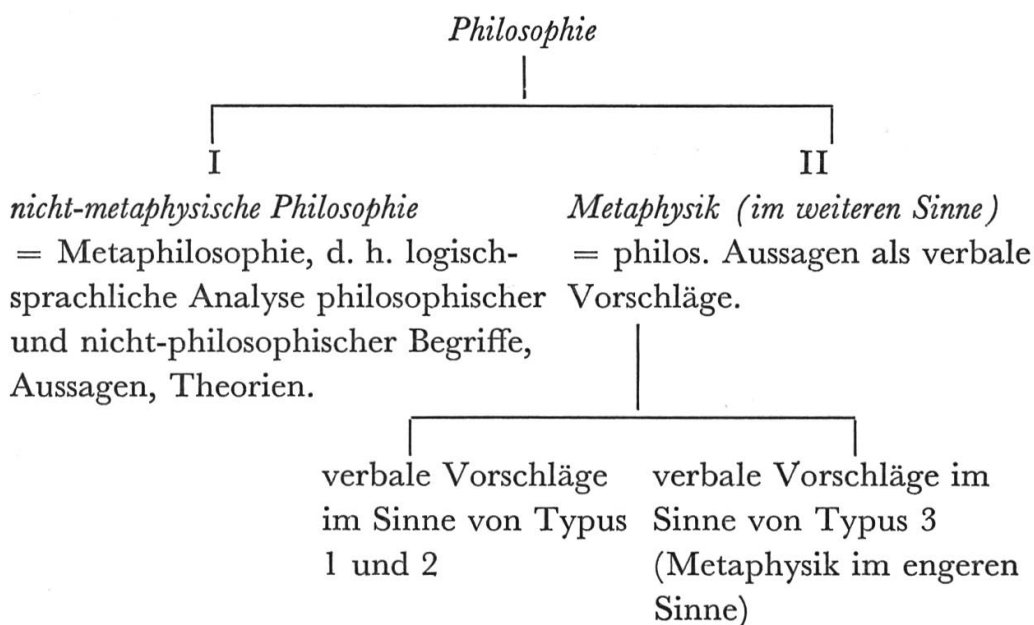 Philosophie
I
nicht-metaphysische Philosophie
= Metaphilosophie, d. h. logisch-
sprachliche Analyse philosophischer
und nicht-philosophischer Begriffe,
Aussagen, Theorien.
II
Metaphysik (im weiteren Sinne)
= philos. Aussagen als verbale
Vorschläge.
verbale Vorschläge
im Sinne von Typus
1 und 2
verbale Vorschläge im
Sinne von Typus 3
(Metaphysik im engeren
Sinne)